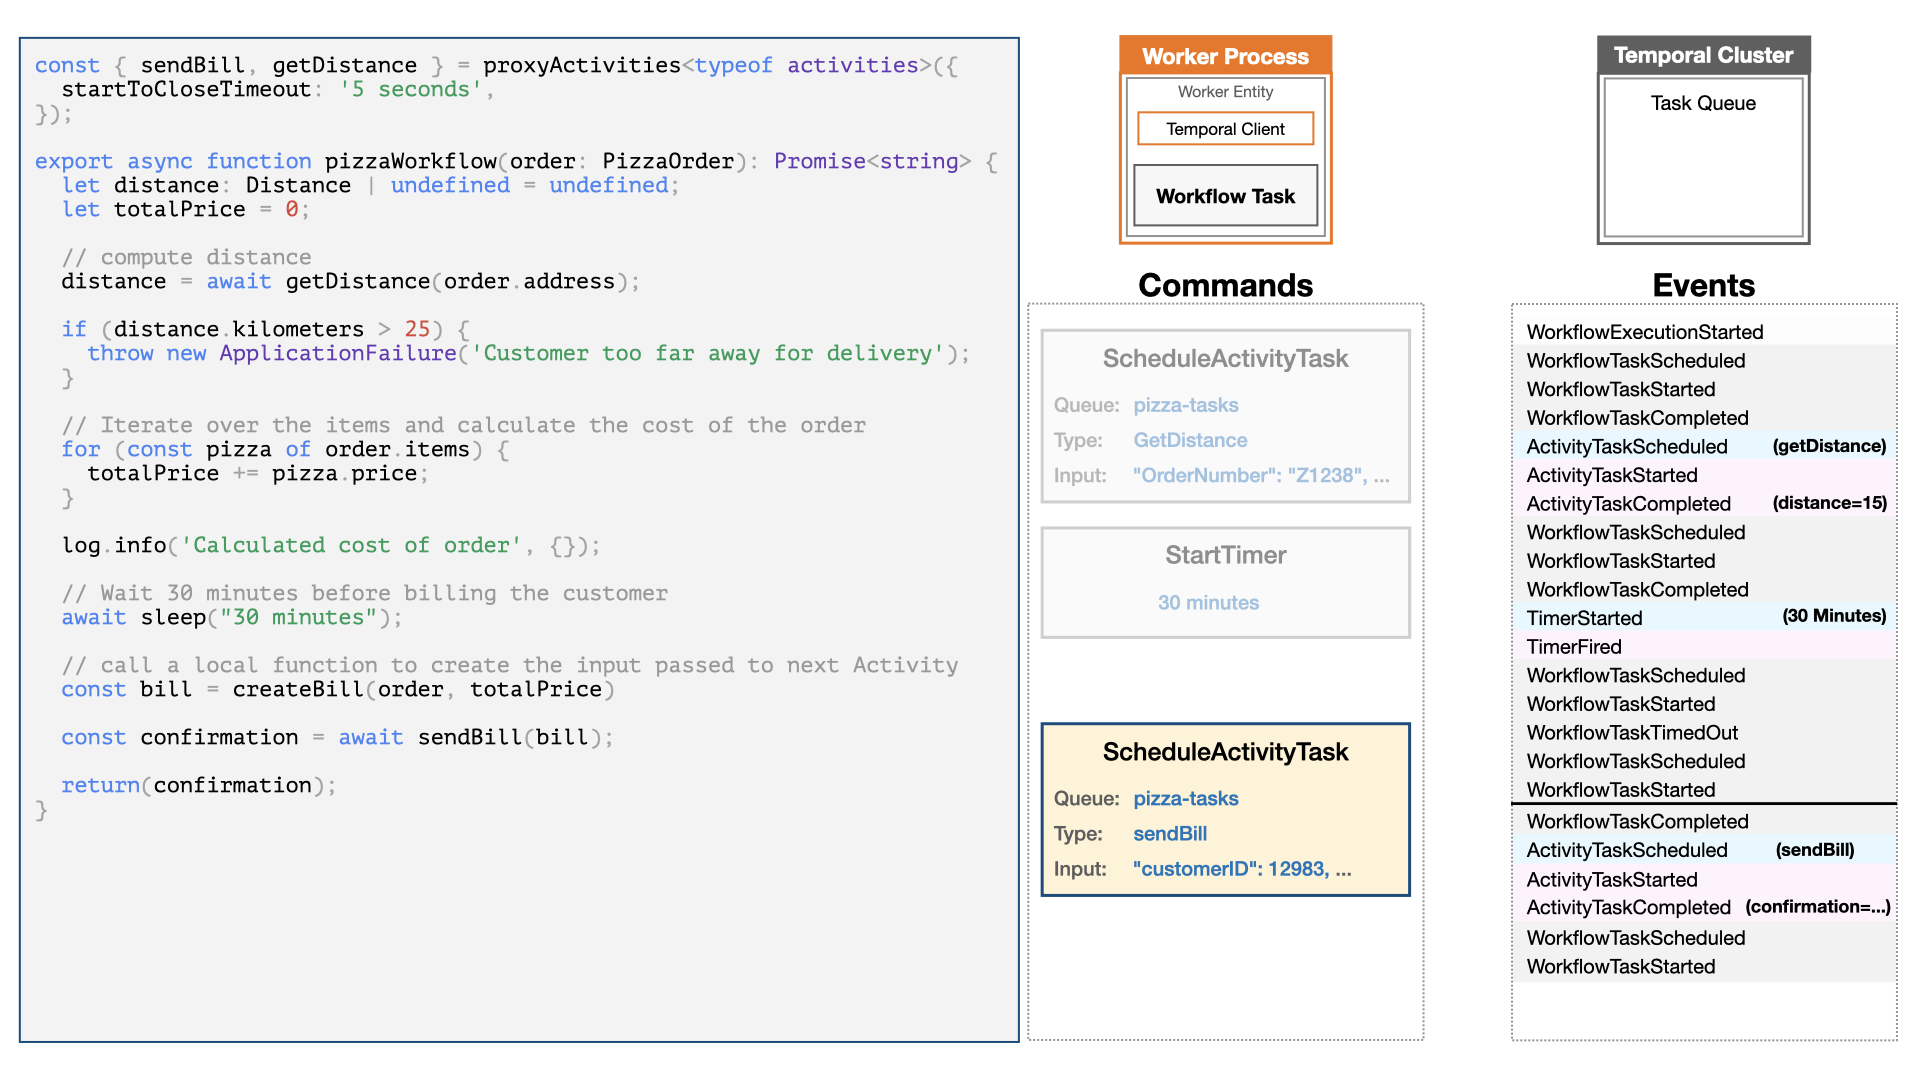 const { sendBill, getDistance } = proxyActivities<typeof activities>({
  startToCloseTimeout: '5 seconds',
});

export async function pizzaWorkflow(order: PizzaOrder): Promise<string> {
  let distance: Distance | undefined = undefined;
  let totalPrice = 0;

  // compute distance
  distance = await getDistance(order.address);

  if (distance.kilometers > 25) {
    throw new ApplicationFailure('Customer too far away for delivery');
  }

  // Iterate over the items and calculate the cost of the order
  for (const pizza of order.items) {
    totalPrice += pizza.price;
  }

  log.info('Calculated cost of order', {});

  // Wait 30 minutes before billing the customer
  await sleep("30 minutes");

  // call a local function to create the input passed to next Activity
  const bill = createBill(order, totalPrice)

  const confirmation = await sendBill(bill);

  return(confirmation);
}
Worker Process
Worker Entity
Temporal Client
Workflow Task
Commands
ScheduleActivityTask
Queue: pizza-tasks
Type: GetDistance
Input: "OrderNumber": "Z1238", ...
StartTimer
30 minutes
ScheduleActivityTask
Queue: pizza-tasks
Type: sendBill
Input: "customerID": 12983, ...
Temporal Cluster
Task Queue
Events
WorkflowExecutionStarted
WorkflowTaskScheduled
WorkflowTaskStarted
WorkflowTaskCompleted
ActivityTaskScheduled (getDistance)
ActivityTaskStarted
ActivityTaskCompleted (distance=15)
WorkflowTaskScheduled
WorkflowTaskStarted
WorkflowTaskCompleted
TimerStarted (30 Minutes)
TimerFired
WorkflowTaskScheduled
WorkflowTaskStarted
WorkflowTaskTimedOut
WorkflowTaskScheduled
WorkflowTaskStarted
WorkflowTaskCompleted
ActivityTaskScheduled (sendBill)
ActivityTaskStarted
ActivityTaskCompleted (confirmation=...)
WorkflowTaskScheduled
WorkflowTaskStarted